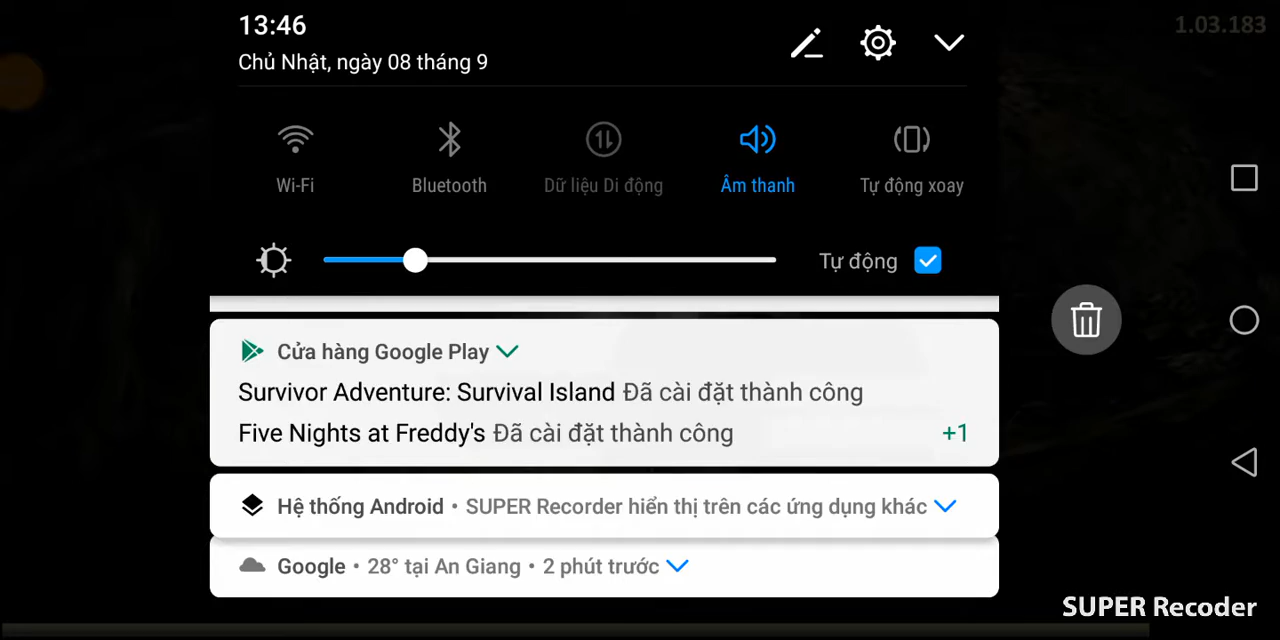 13:46
Chủ Nhật, ngày 08 tháng 9
1.03.183
Wi-Fi
Bluetooth
Dữ liệu Di động
Âm thanh
Tự động xoay
Tự động
Cửa hàng Google Play
Survivor Adventure: Survival Island Đã cài đặt thành công
Five Nights at Freddy's Đã cài đặt thành công +1
Hệ thống Android • SUPER Recorder hiển thị trên các ứng dụng khác
Google • 28° tại An Giang • 2 phút trước
SUPER Recoder